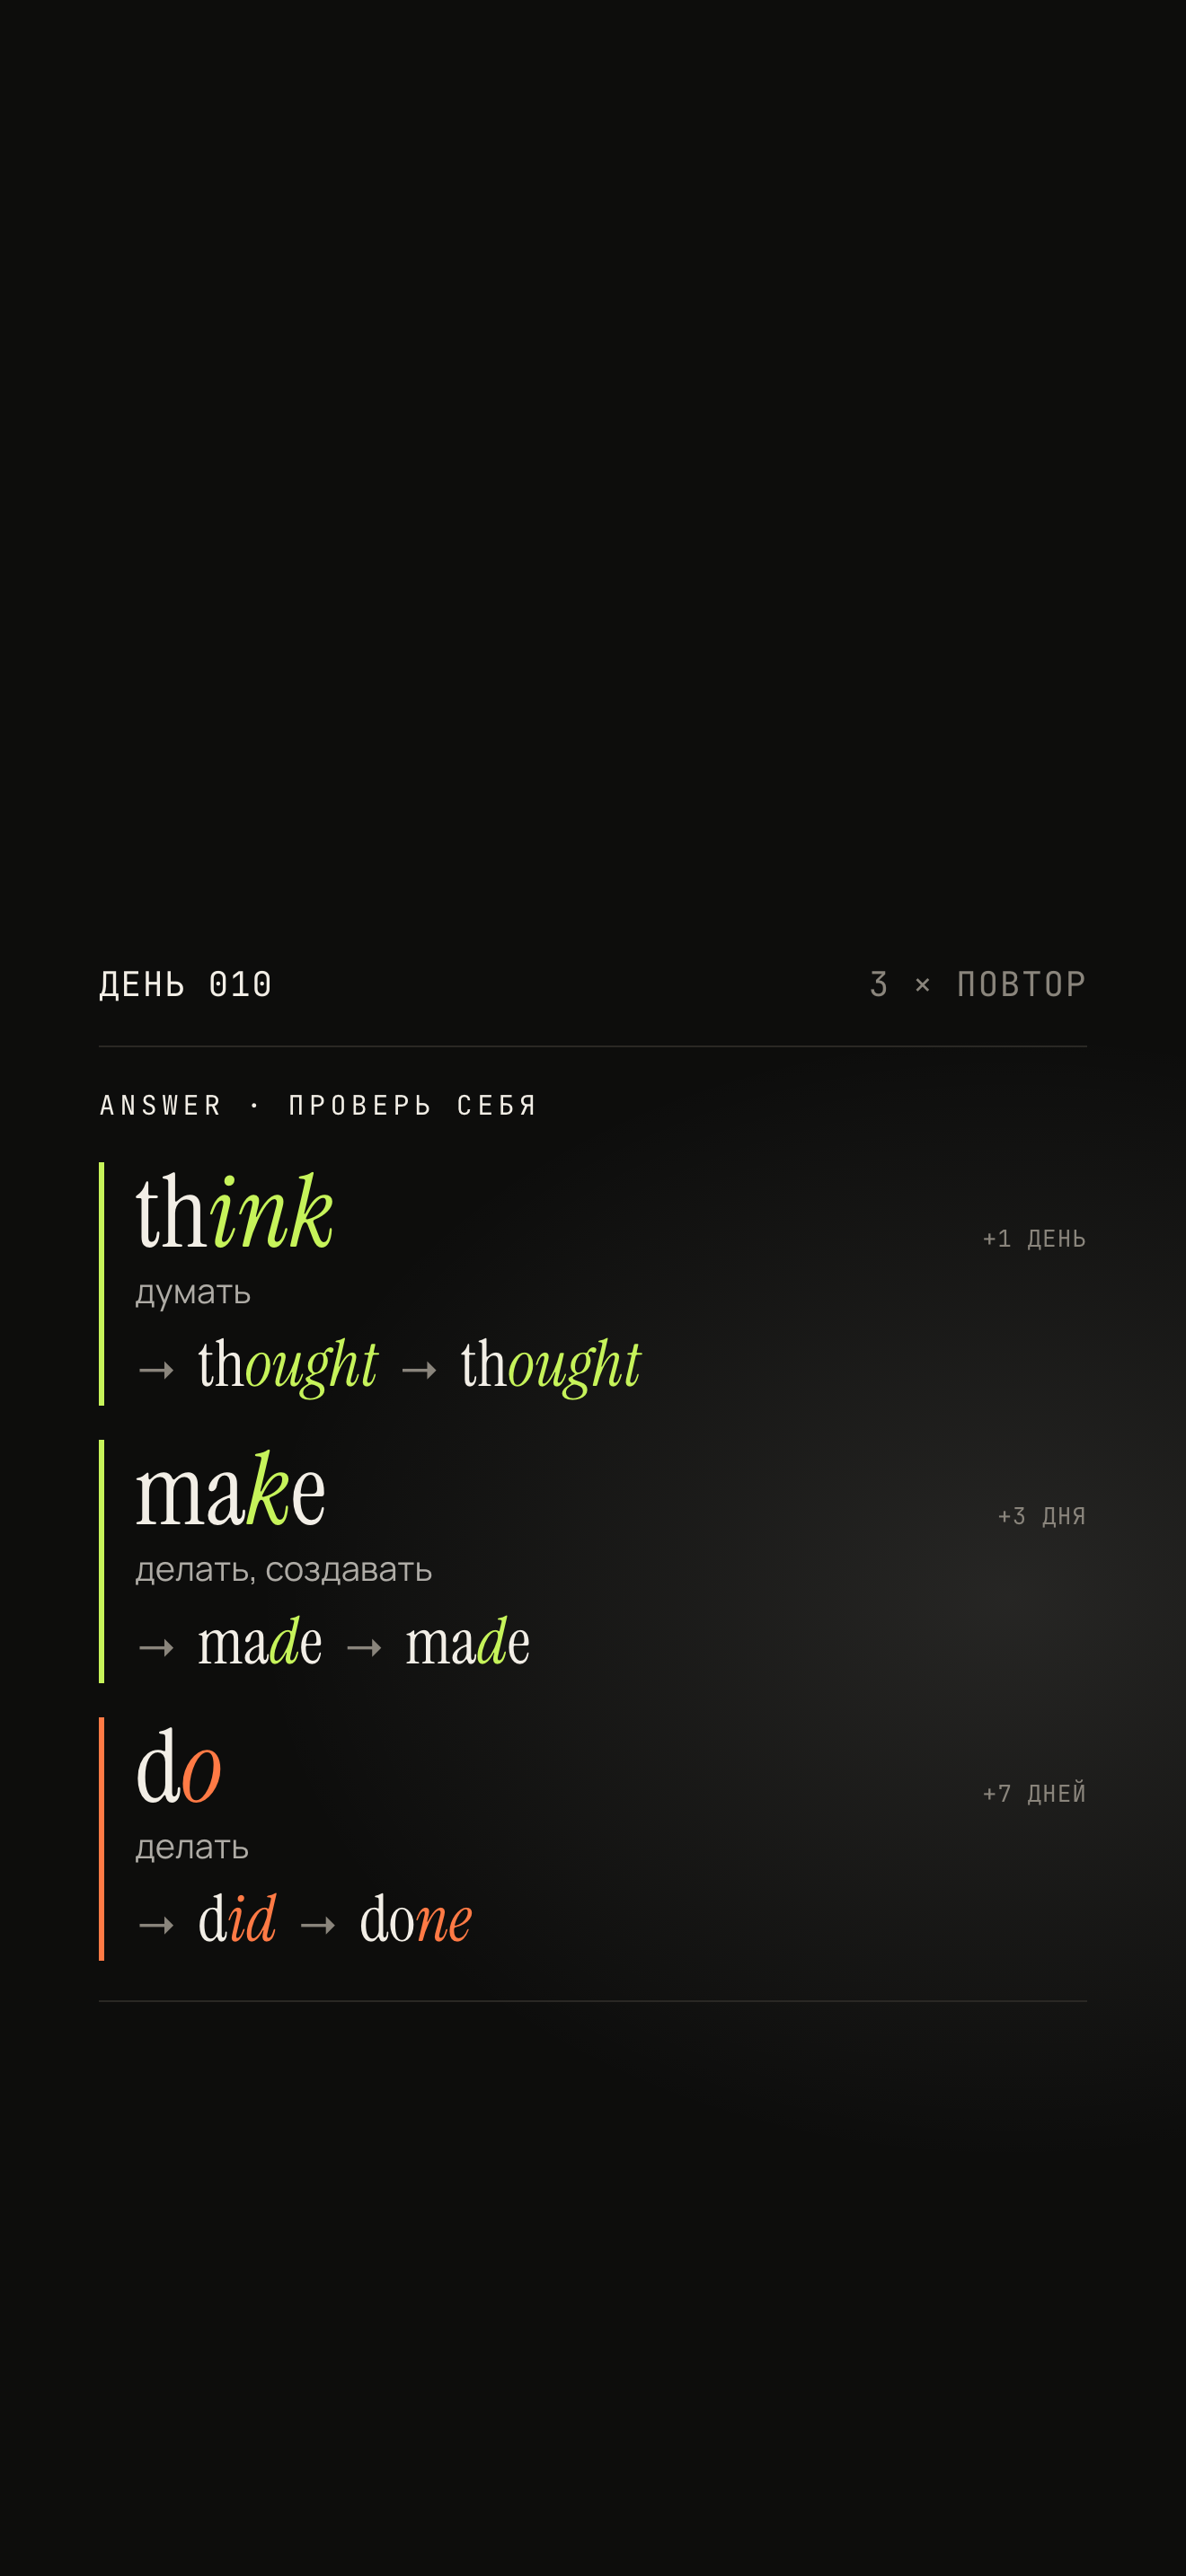 ДЕНЬ 010
3 × ПОВТОР
ANSWER · ПРОВЕРЬ СЕБЯ
think
+1 ДЕНЬ
думать
→ thought → thought
make
+3 ДНЯ
делать, создавать
→ made → made
do
+7 ДНЕЙ
делать
→ did → done